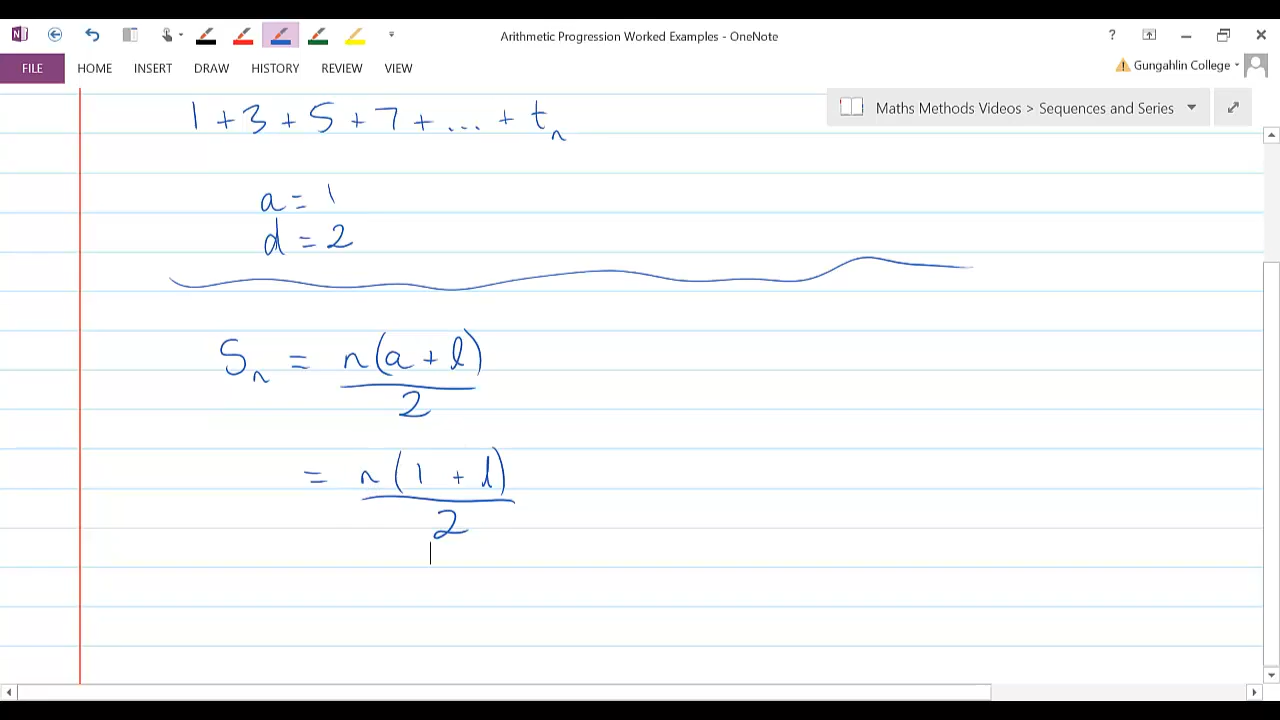 Arithmetic Progression Worked Examples - OneNote
?
FILE HOME INSERT DRAW HISTORY REVIEW VIEW
Gungahlin College
Maths Methods Videos > Sequences and Series
1 + 3 + 5 + 7 + ... + tₙ
a = 1
d = 2
Sₙ = n(a + l)
2
= n(1 + l)
2